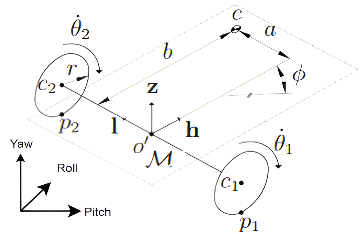 θ̇₂
c
a
b
r
ϕ
c₂
z
p₂
l
h
O'
θ̇₁
ℳ
c₁
p₁
Yaw
Roll
Pitch